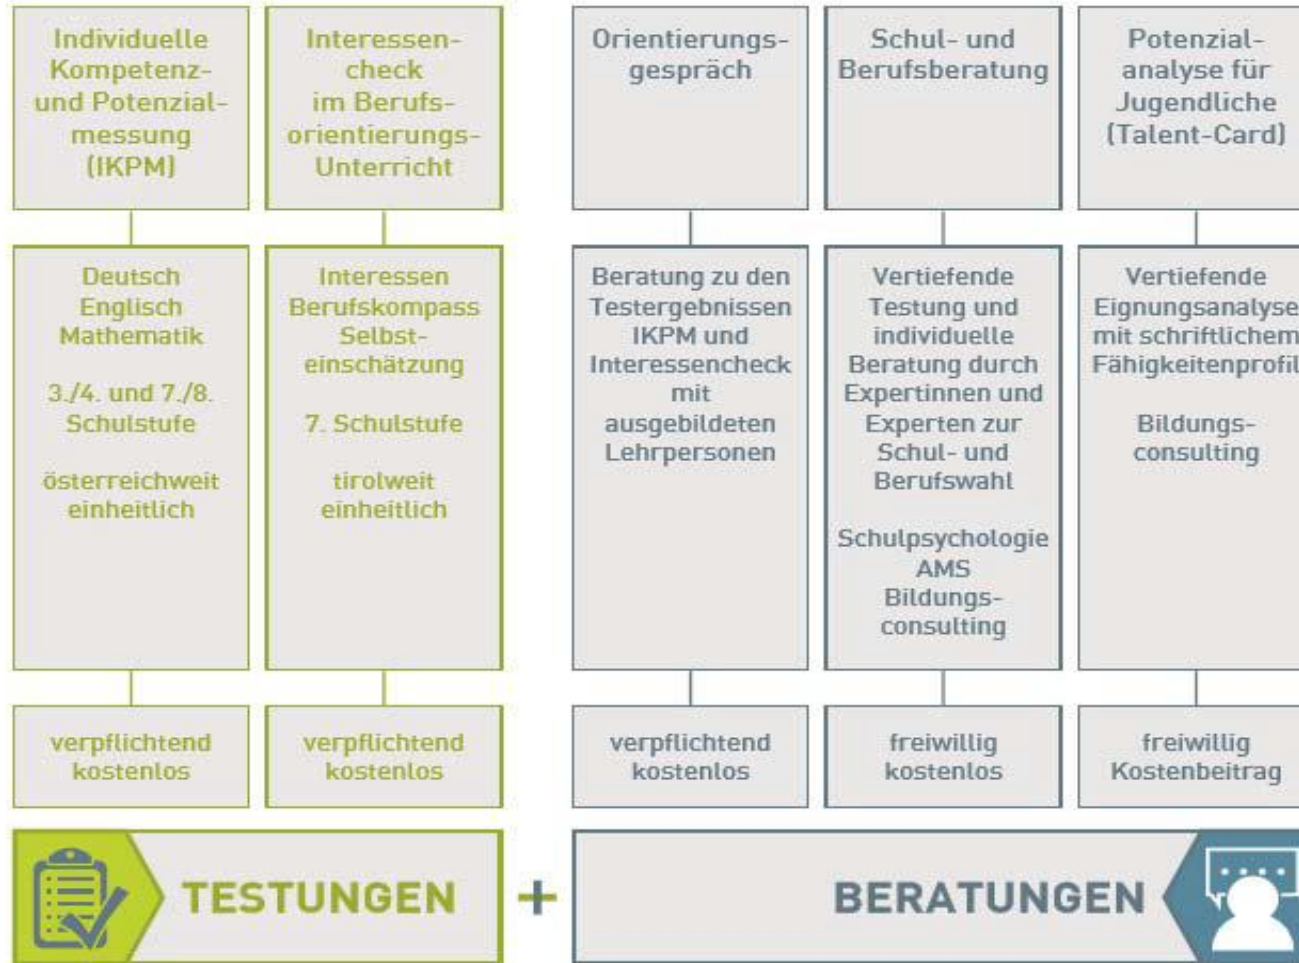 Individuelle
Kompetenz-
und Potenzial-
messung
(IKPM)
Deutsch
Englisch
Mathematik
3./4. und 7./8.
Schulstufe
österreichweit
einheitlich
verpflichtend
kostenlos
Interessen-
check
im Berufs-
orientierungs-
Unterricht
Interessen
Berufskompass
Selbst-
einschätzung
7. Schulstufe
tirolweit
einheitlich
verpflichtend
kostenlos
Orientierungs-
gespräch
Beratung zu den
Testergebnissen
IKPM und
Interessencheck
mit
ausgebildeten
Lehrpersonen
verpflichtend
kostenlos
Schul- und
Berufsberatung
Vertiefende
Testung und
individuelle
Beratung durch
Expertinnen und
Experten zur
Schul- und
Berufswahl
Schulpsychologie
AMS
Bildungs-
consulting
freiwillig
kostenlos
Potenzial-
analyse für
Jugendliche
(Talent-Card)
Vertiefende
Eignungsanalyse
mit schriftlichem
Fähigkeitenprofil
Bildungs-
consulting
freiwillig
Kostenbeitrag
TESTUNGEN
+
BERATUNGEN